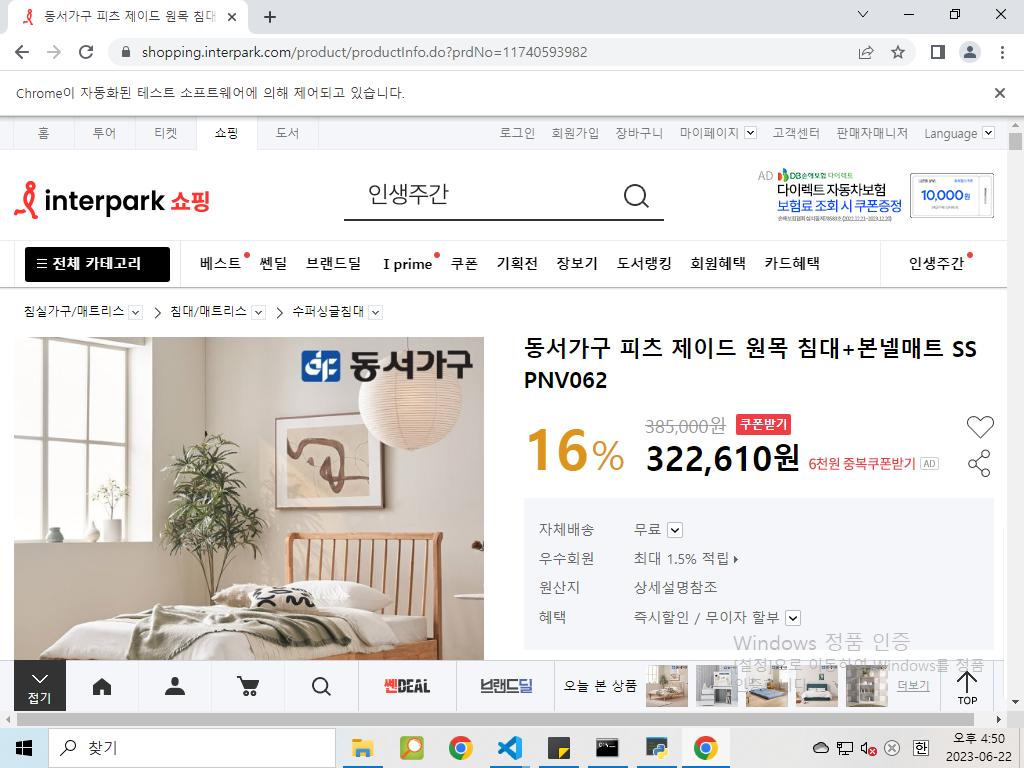 동서가구 피츠 제이드 원목 침대
shopping.interpark.com/product/productInfo.do?prdNo=11740593982
Chrome이 자동화된 테스트 소프트웨어에 의해 제어되고 있습니다.
홈 투어 티켓 쇼핑 도서 로그인 회원가입 장바구니 마이페이지 고객센터 판매자매니저 Language
interpark 쇼핑
인생주간
AD DB손해보험 다이렉트
다이렉트 자동차보험
보험료 조회 시 쿠폰증정
10,000원
전체 카테고리 베스트 쎈딜 브랜드딜 I prime 쿠폰 기획전 장보기 도서랭킹 회원혜택 카드혜택 인생주간
침실가구/매트리스 침대/매트리스 수퍼싱글침대
동서가구
동서가구 피츠 제이드 원목 침대+본넬매트 SS
PNV062
385,000원 쿠폰받기
16% 322,610원 6천원 중복쿠폰받기 AD
자체배송 무료
우수회원 최대 1.5% 적립
원산지 상세설명참조
혜택 즉시할인 / 무이자 할부
Windows 정품 인증
[설정]으로 이동하여 Windows를 정품
인증합니다.
접기 쎈DEAL 브랜드딜 오늘 본 상품 더보기 TOP
찾기
한
오후 4:50
2023-06-22